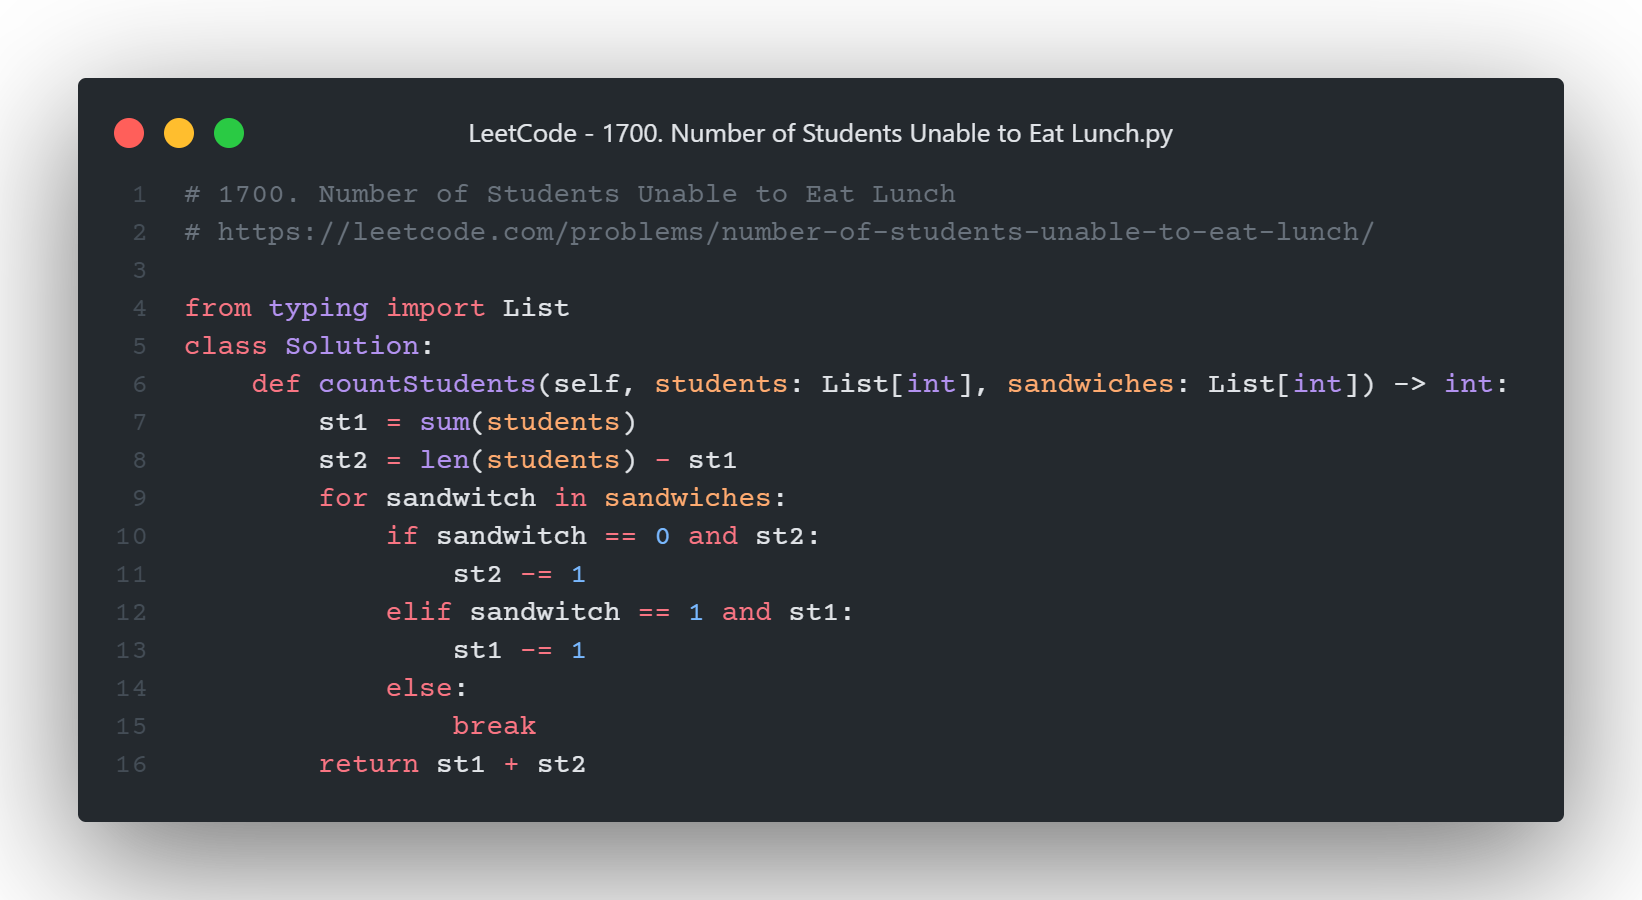 LeetCode - 1700. Number of Students Unable to Eat Lunch.py
1 # 1700. Number of Students Unable to Eat Lunch
2 # https://leetcode.com/problems/number-of-students-unable-to-eat-lunch/
3
4 from typing import List
5 class Solution:
6     def countStudents(self, students: List[int], sandwiches: List[int]) -> int:
7         st1 = sum(students)
8         st2 = len(students) - st1
9         for sandwitch in sandwiches:
10             if sandwitch == 0 and st2:
11                 st2 -= 1
12             elif sandwitch == 1 and st1:
13                 st1 -= 1
14             else:
15                 break
16         return st1 + st2